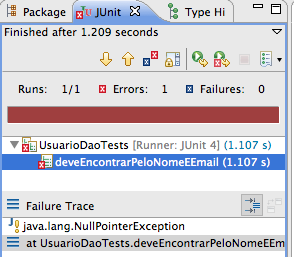 Package JUnit Type Hi
Finished after 1.209 seconds
Runs: 1/1 Errors: 1 Failures: 0
UsuarioDaoTests [Runner: JUnit 4] (1.107 s)
deveEncontrarPeloNomeEEmail (1.107 s)
Failure Trace
java.lang.NullPointerException
at UsuarioDaoTests.deveEncontrarPeloNomeEEm